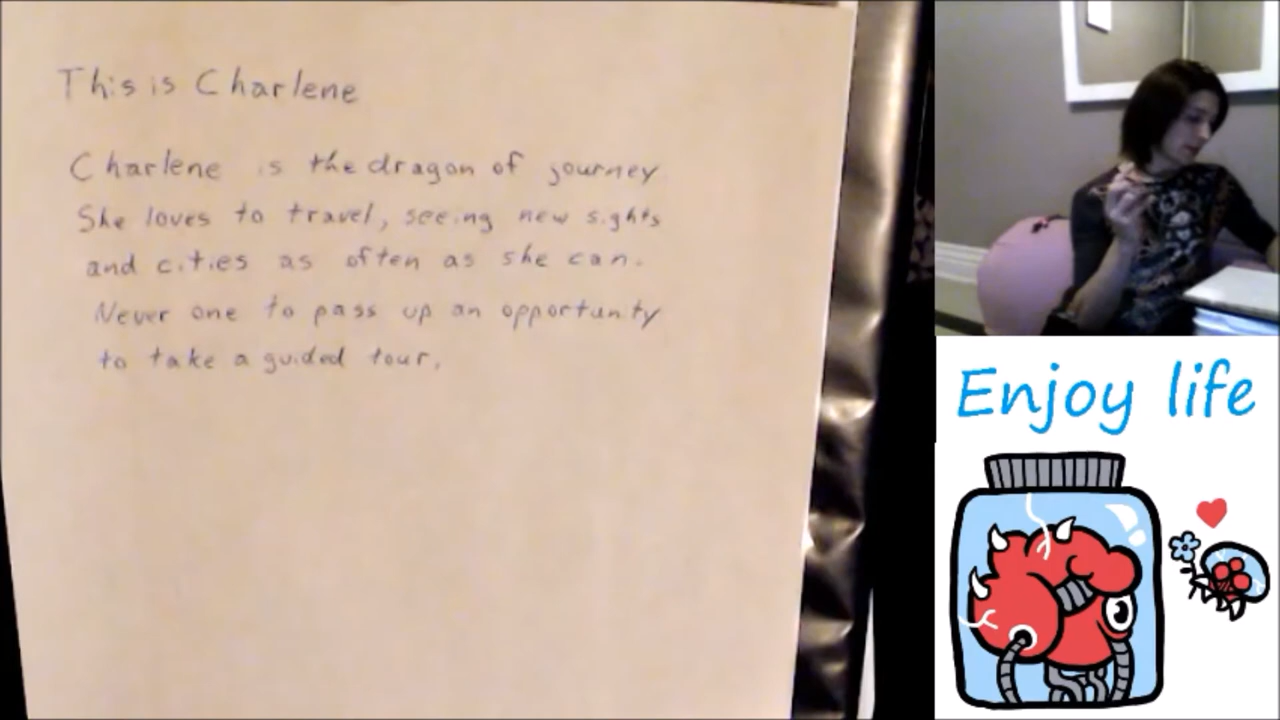 This is Charlene
Charlene is the dragon of journey
She loves to travel, seeing new sights
and cities as often as she can.
Never one to pass up an opportunity
to take a guided tour.
Enjoy life